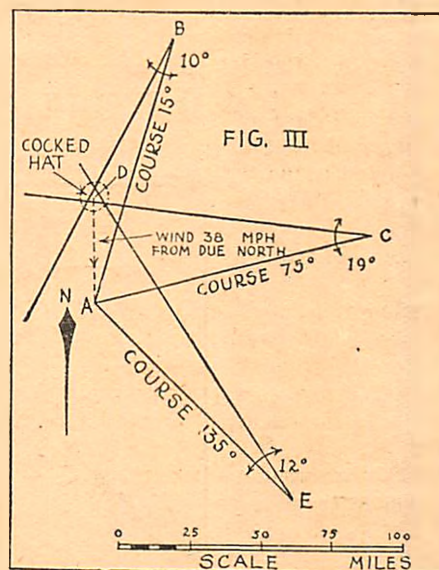 B
10°
COURSE 15°
COCKED
HAT
D
FIG. III
WIND 38 MPH
FROM DUE NORTH
C
19°
COURSE 75°
N
A
COURSE 135°
12°
E
0 25 50 75 100
SCALE MILES